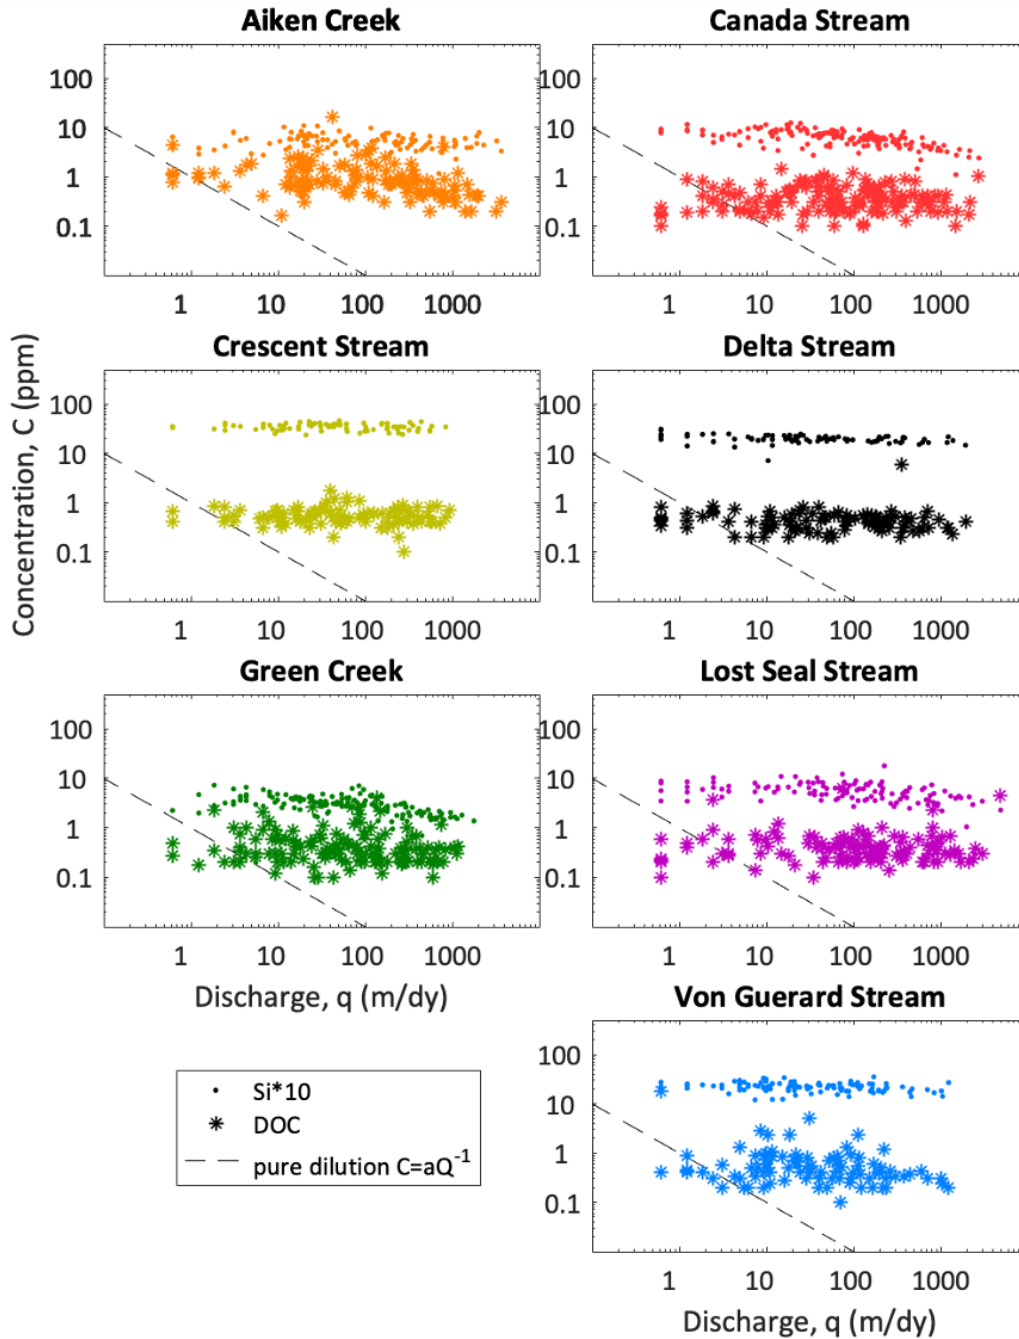 Aiken Creek
Canada Stream
100
10
1
0.1
1 10 100 1000
100
10
1
0.1
1 10 100 1000
Crescent Stream
Delta Stream
Concentration, C (ppm)
100
10
1
0.1
1 10 100 1000
100
10
1
0.1
1 10 100 1000
Green Creek
Lost Seal Stream
100
10
1
0.1
1 10 100 1000
Discharge, q (m/dy)
100
10
1
0.1
1 10 100 1000
Von Guerard Stream
100
10
1
0.1
1 10 100 1000
Discharge, q (m/dy)
Si*10
DOC
pure dilution C=aQ⁻¹